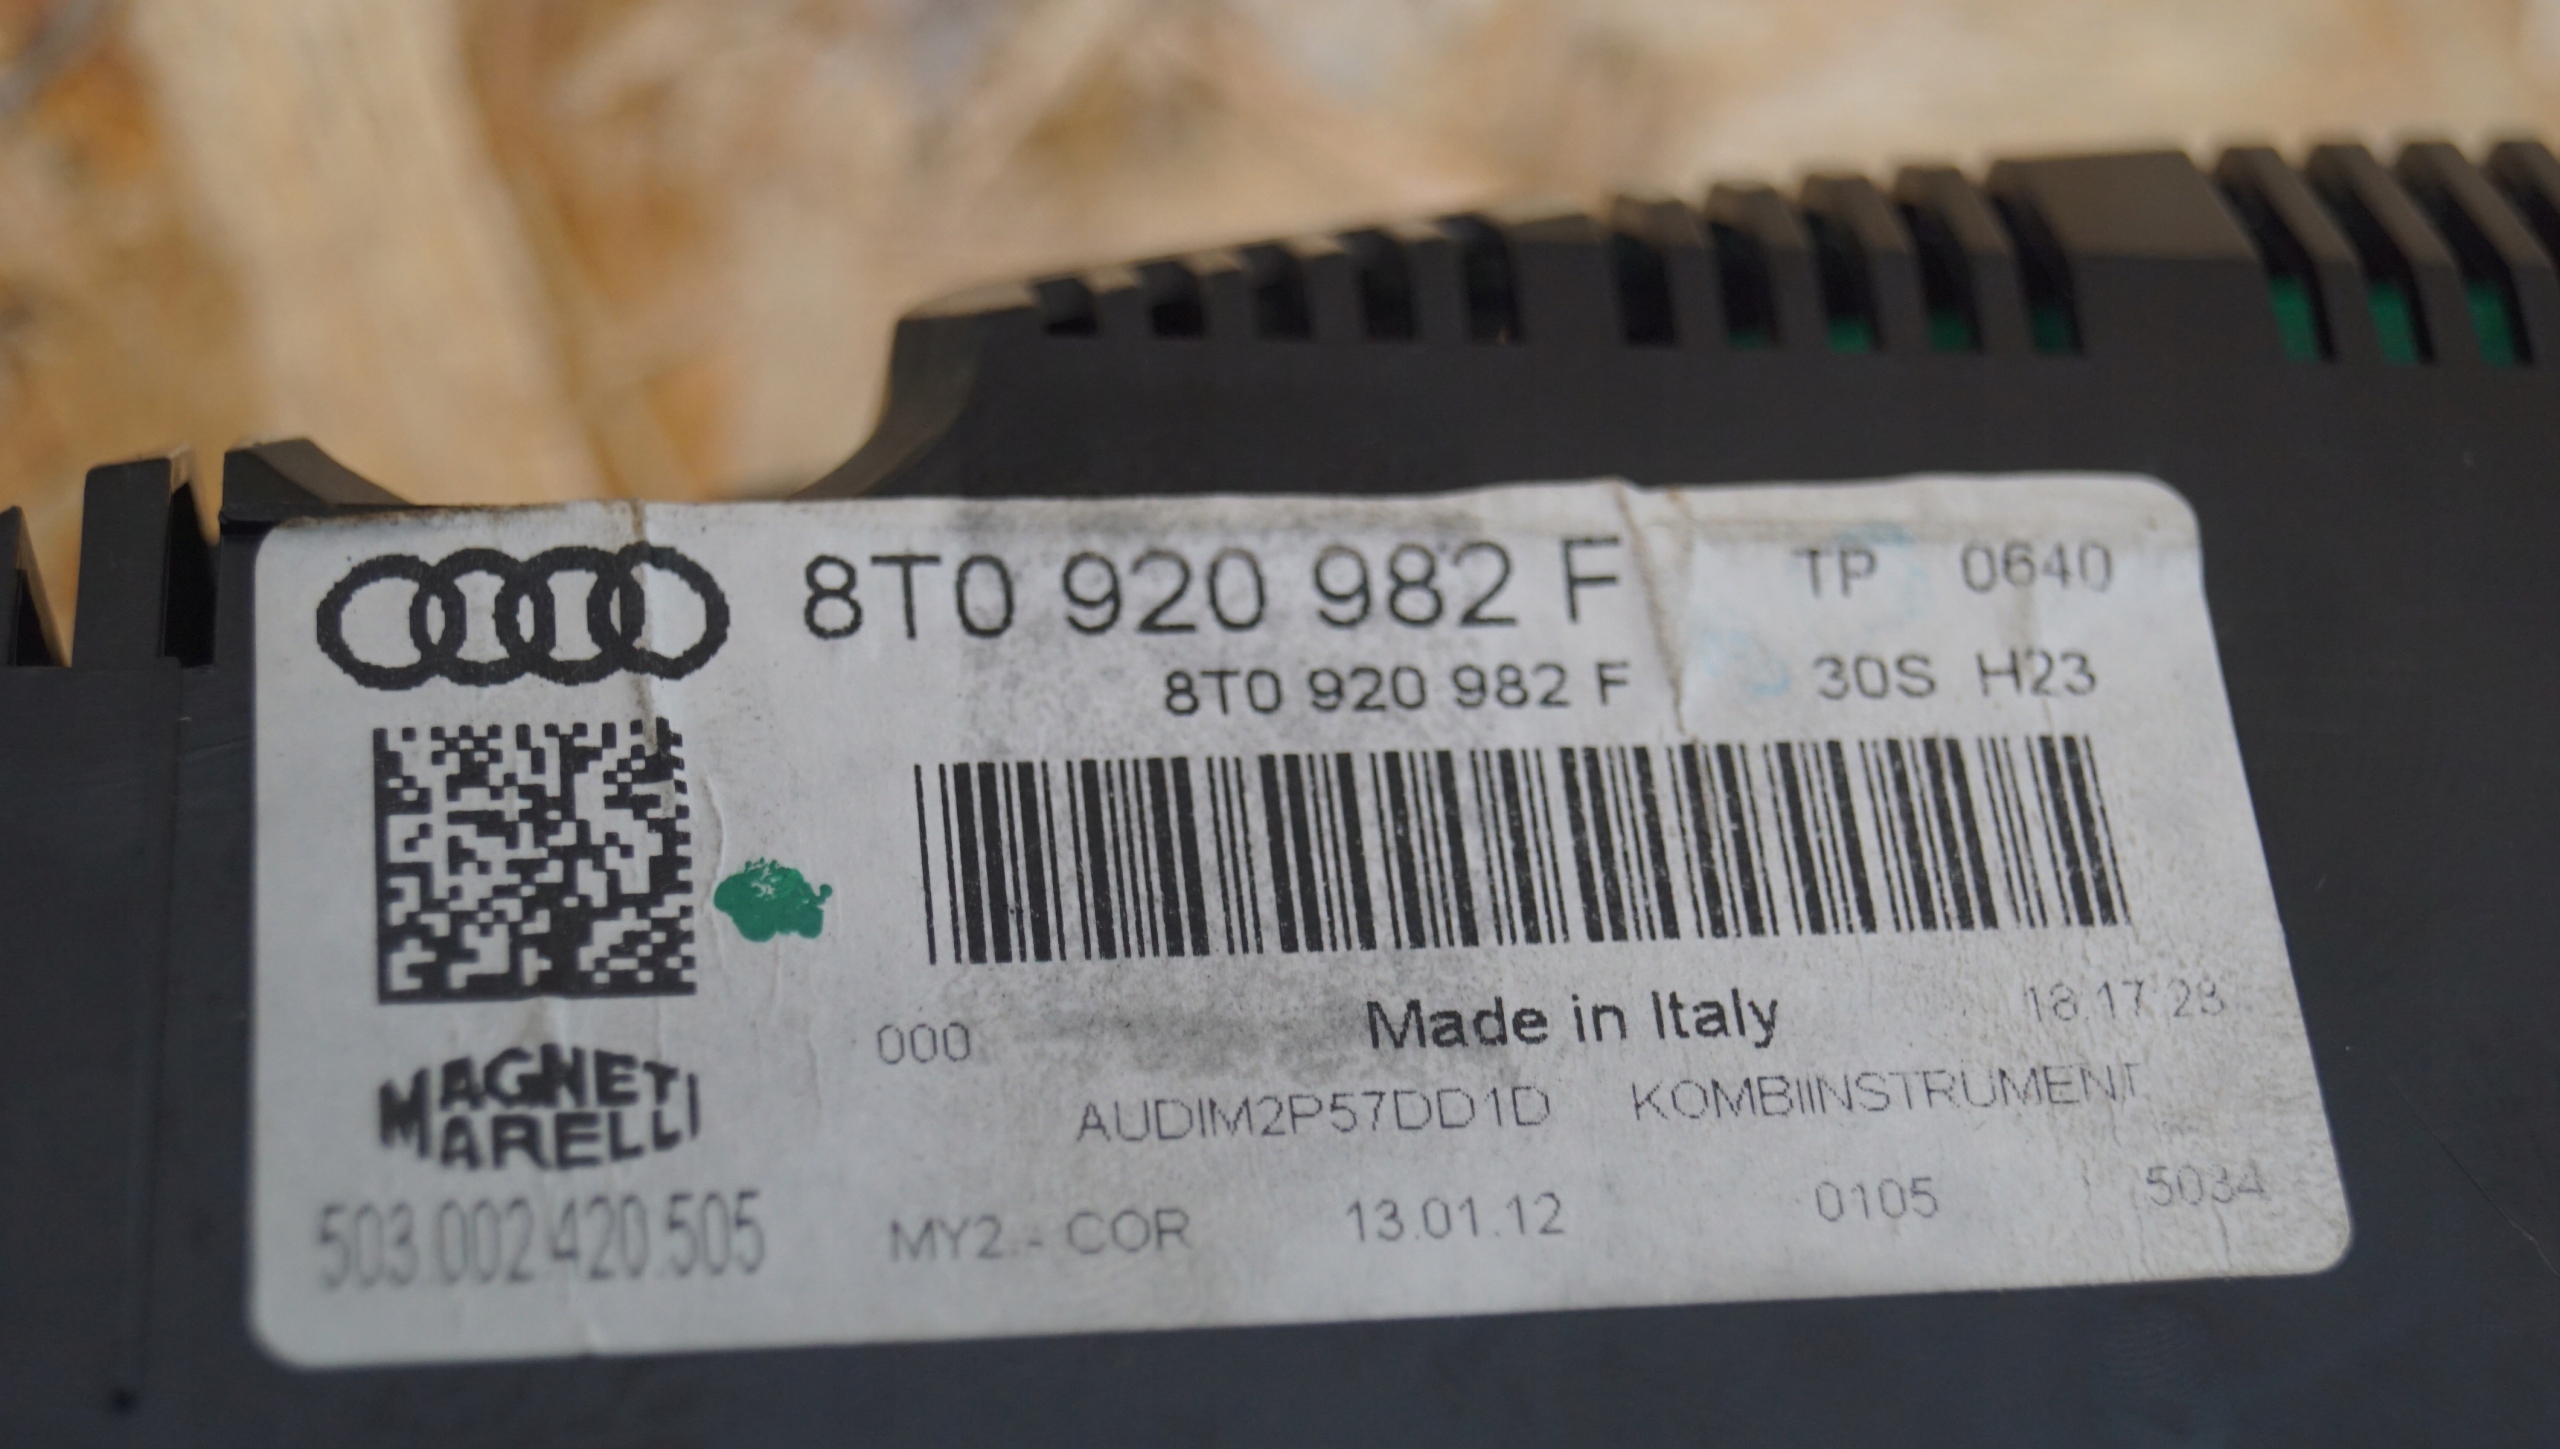 8T0 920 982 F TP 0640
8T0 920 982 F 30S H23
000 Made in Italy 18.17.28
MAGNETI
MARELLI
AUDIM2P57DD1D KOMBIINSTRUMENT
503.002.420.505 MY2.- COR 13.01.12 0105 5034